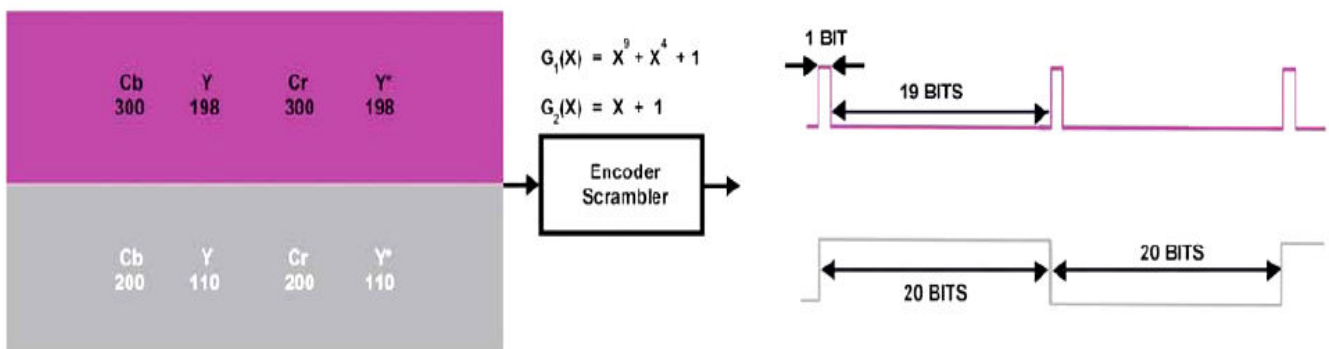 Cb Y Cr Y*
300 198 300 198
Cb Y Cr Y*
200 110 200 110
G₁(X) = X⁹ + X⁴ + 1
G₂(X) = X + 1
Encoder
Scrambler
1 BIT
19 BITS
20 BITS
20 BITS